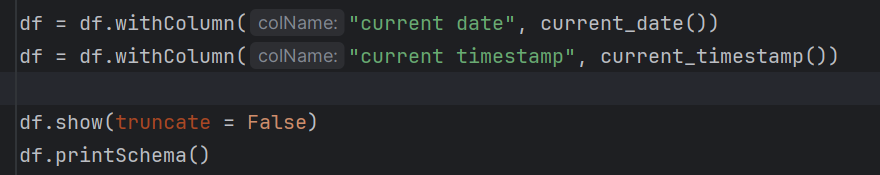 df = df.withColumn( colName: "current date", current_date())
df = df.withColumn( colName: "current timestamp", current_timestamp())
df.show(truncate = False)
df.printSchema()